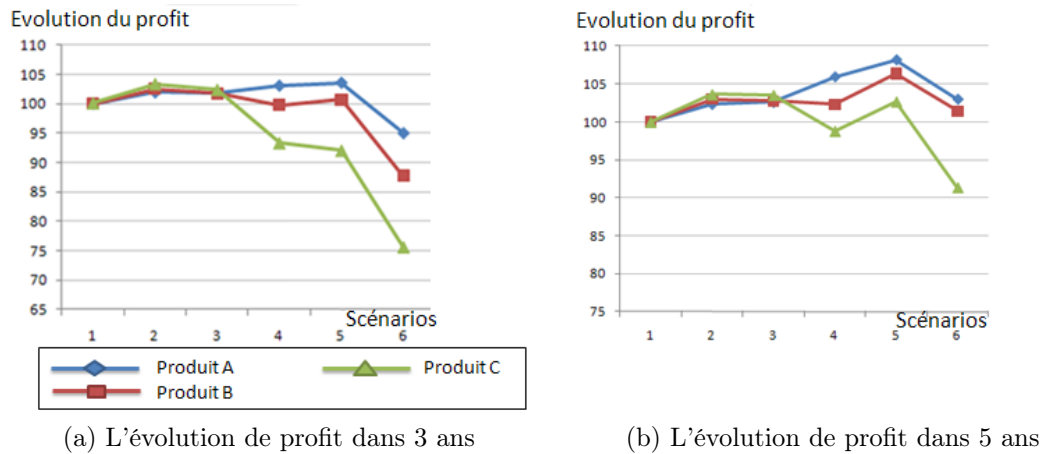 Evolution du profit
110
105
100
95
90
85
80
75
70
65
1 2 3 4 5 6
Scénarios
Produit A
Produit B
Produit C
(a) L'évolution de profit dans 3 ans
Evolution du profit
110
105
100
95
90
85
80
75
1 2 3 4 5 6
Scénarios
(b) L'évolution de profit dans 5 ans